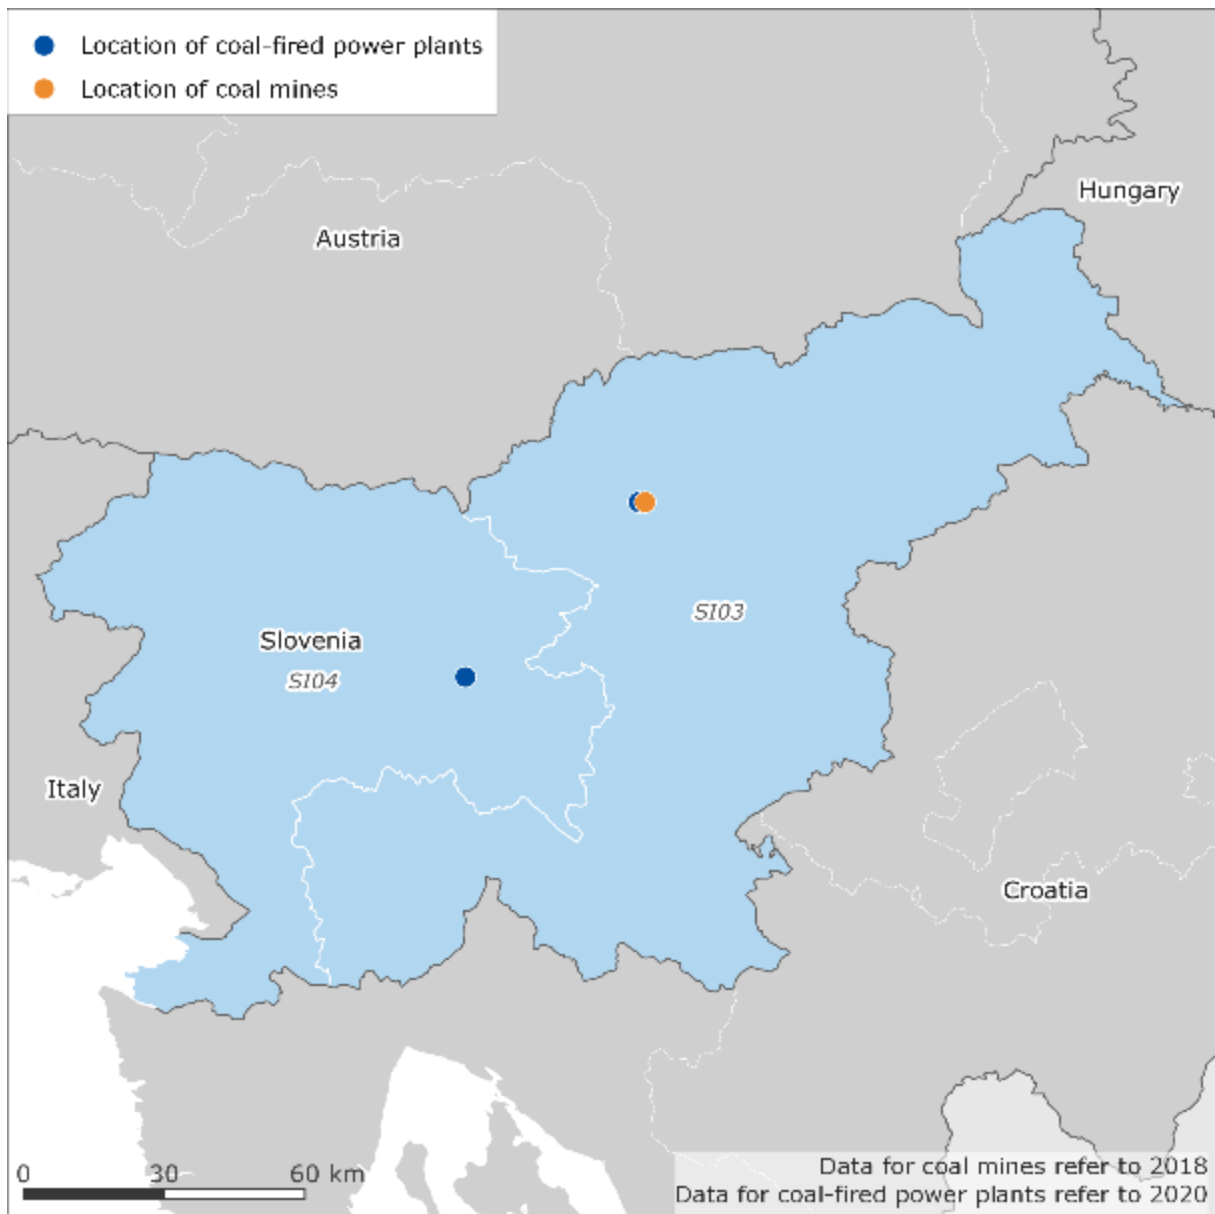 Location of coal-fired power plants
Location of coal mines
Hungary
Austria
SI03
Slovenia
SI04
Italy
Croatia
0 30 60 km
Data for coal mines refer to 2018
Data for coal-fired power plants refer to 2020